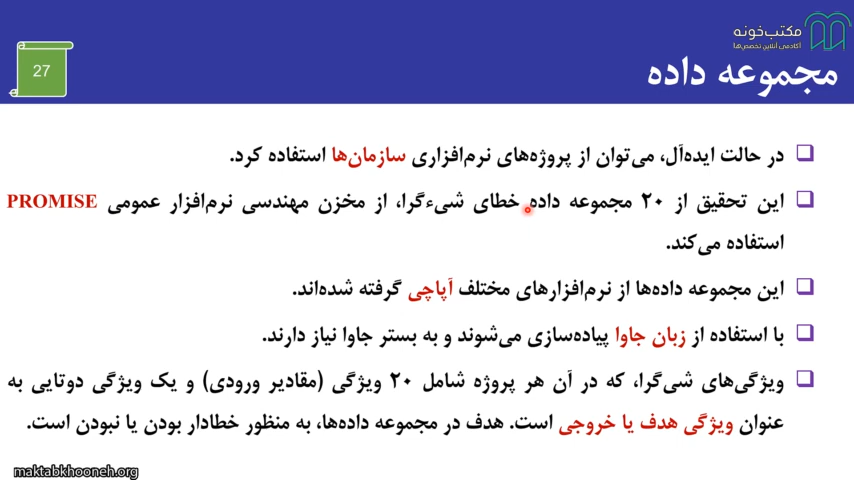 مکتب‌خونه
آکادمی آنلاین تخصص‌ها
27
مجموعه داده
در حالت ایده‌آل، می‌توان از پروژه‌های نرم‌افزاری سازمان‌ها استفاده کرد.
این تحقیق از ۲۰ مجموعه داده خطای شیءگرا، از مخزن مهندسی نرم‌افزار عمومی PROMISE
استفاده می‌کند.
این مجموعه داده‌ها از نرم‌افزارهای مختلف آپاچی گرفته شده‌اند.
با استفاده از زبان جاوا پیاده‌سازی می‌شوند و به بستر جاوا نیاز دارند.
ویژگی‌های شی‌گرا، که در آن هر پروژه شامل ۲۰ ویژگی (مقادیر ورودی) و یک ویژگی دوتایی به
عنوان ویژگی هدف یا خروجی است. هدف در مجموعه داده‌ها، به منظور خطادار بودن یا نبودن است.
maktabkhooneh.org